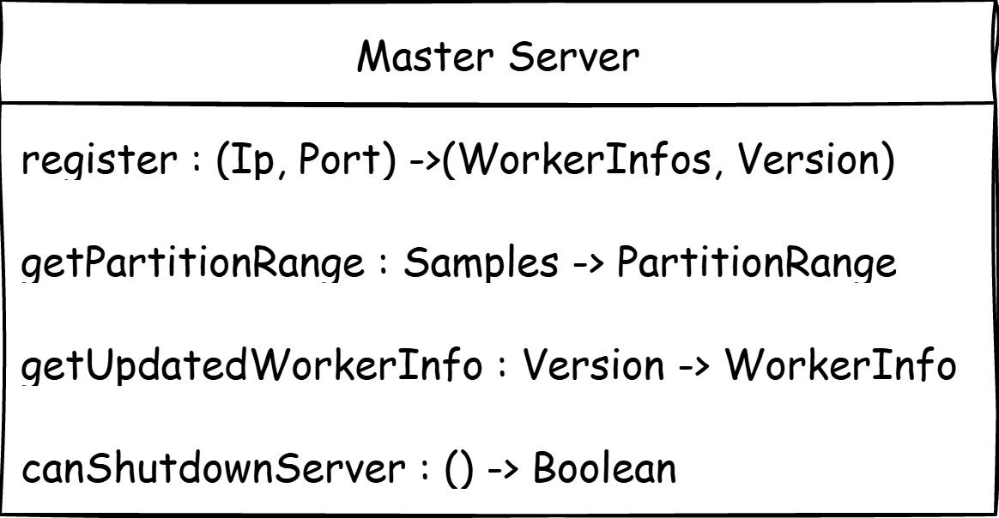 Master Server
register : (Ip, Port) ->(WorkerInfos, Version)
getPartitionRange : Samples -> PartitionRange
getUpdatedWorkerInfo : Version -> WorkerInfo
canShutdownServer : () -> Boolean